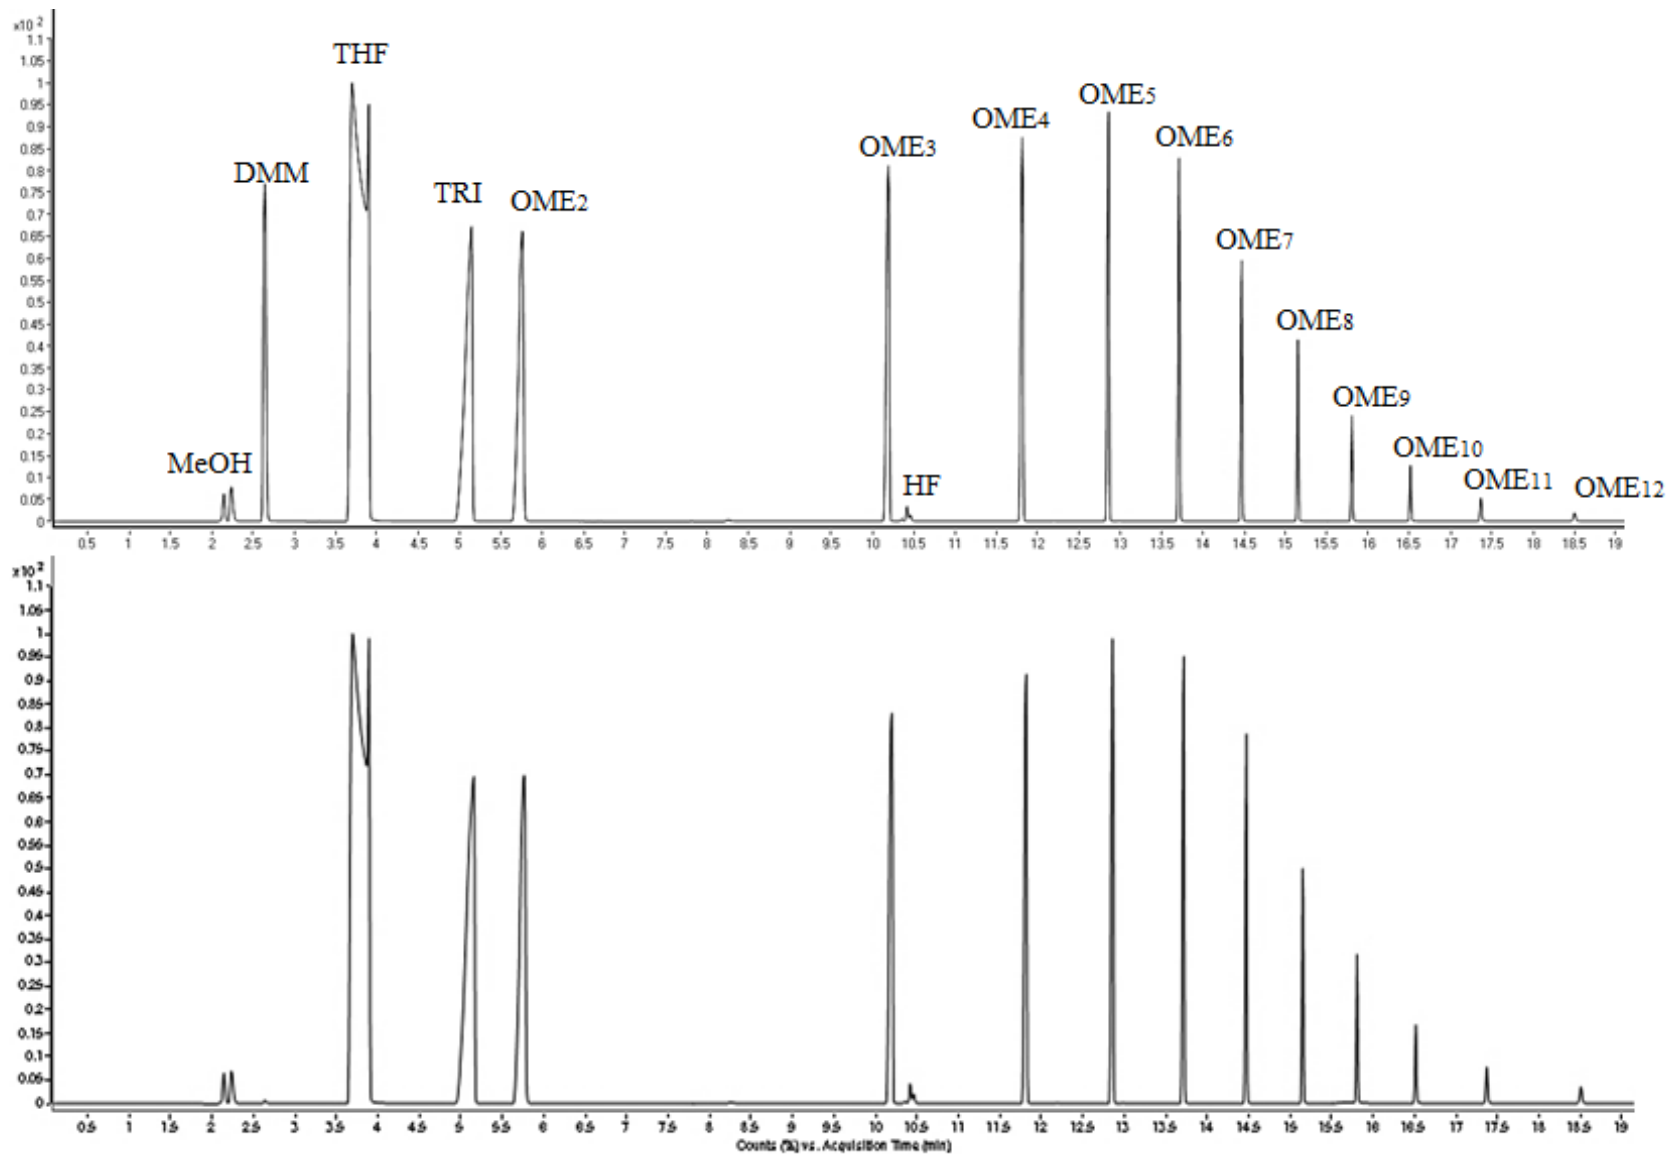 x10 2
1.1
1.05
1
0.95
0.9
0.85
0.8
0.75
0.7
0.65
0.6
0.55
0.5
0.45
0.4
0.35
0.3
0.25
0.2
0.15
0.1
0.05
0
MeOH
DMM
THF
TRI
OME2
OME3
HF
OME4
OME5
OME6
OME7
OME8
OME9
OME10
OME11
OME12
0.5 1 1.5 2 2.5 3 3.5 4 4.5 5 5.5 6 6.5 7 7.5 8 8.5 9 9.5 10 10.5 11 11.5 12 12.5 13 13.5 14 14.5 15 15.5 16 16.5 17 17.5 18 18.5 19
x10 2
1.1
1.05
1
0.95
0.9
0.85
0.8
0.75
0.7
0.65
0.6
0.55
0.5
0.45
0.4
0.35
0.3
0.25
0.2
0.15
0.1
0.05
0
0.5 1 1.5 2 2.5 3 3.5 4 4.5 5 5.5 6 6.5 7 7.5 8 8.5 9 9.5 10 10.5 11 11.5 12 12.5 13 13.5 14 14.5 15 15.5 16 16.5 17 17.5 18 18.5 19
Counts (%) vs. Acquisition Time (min)